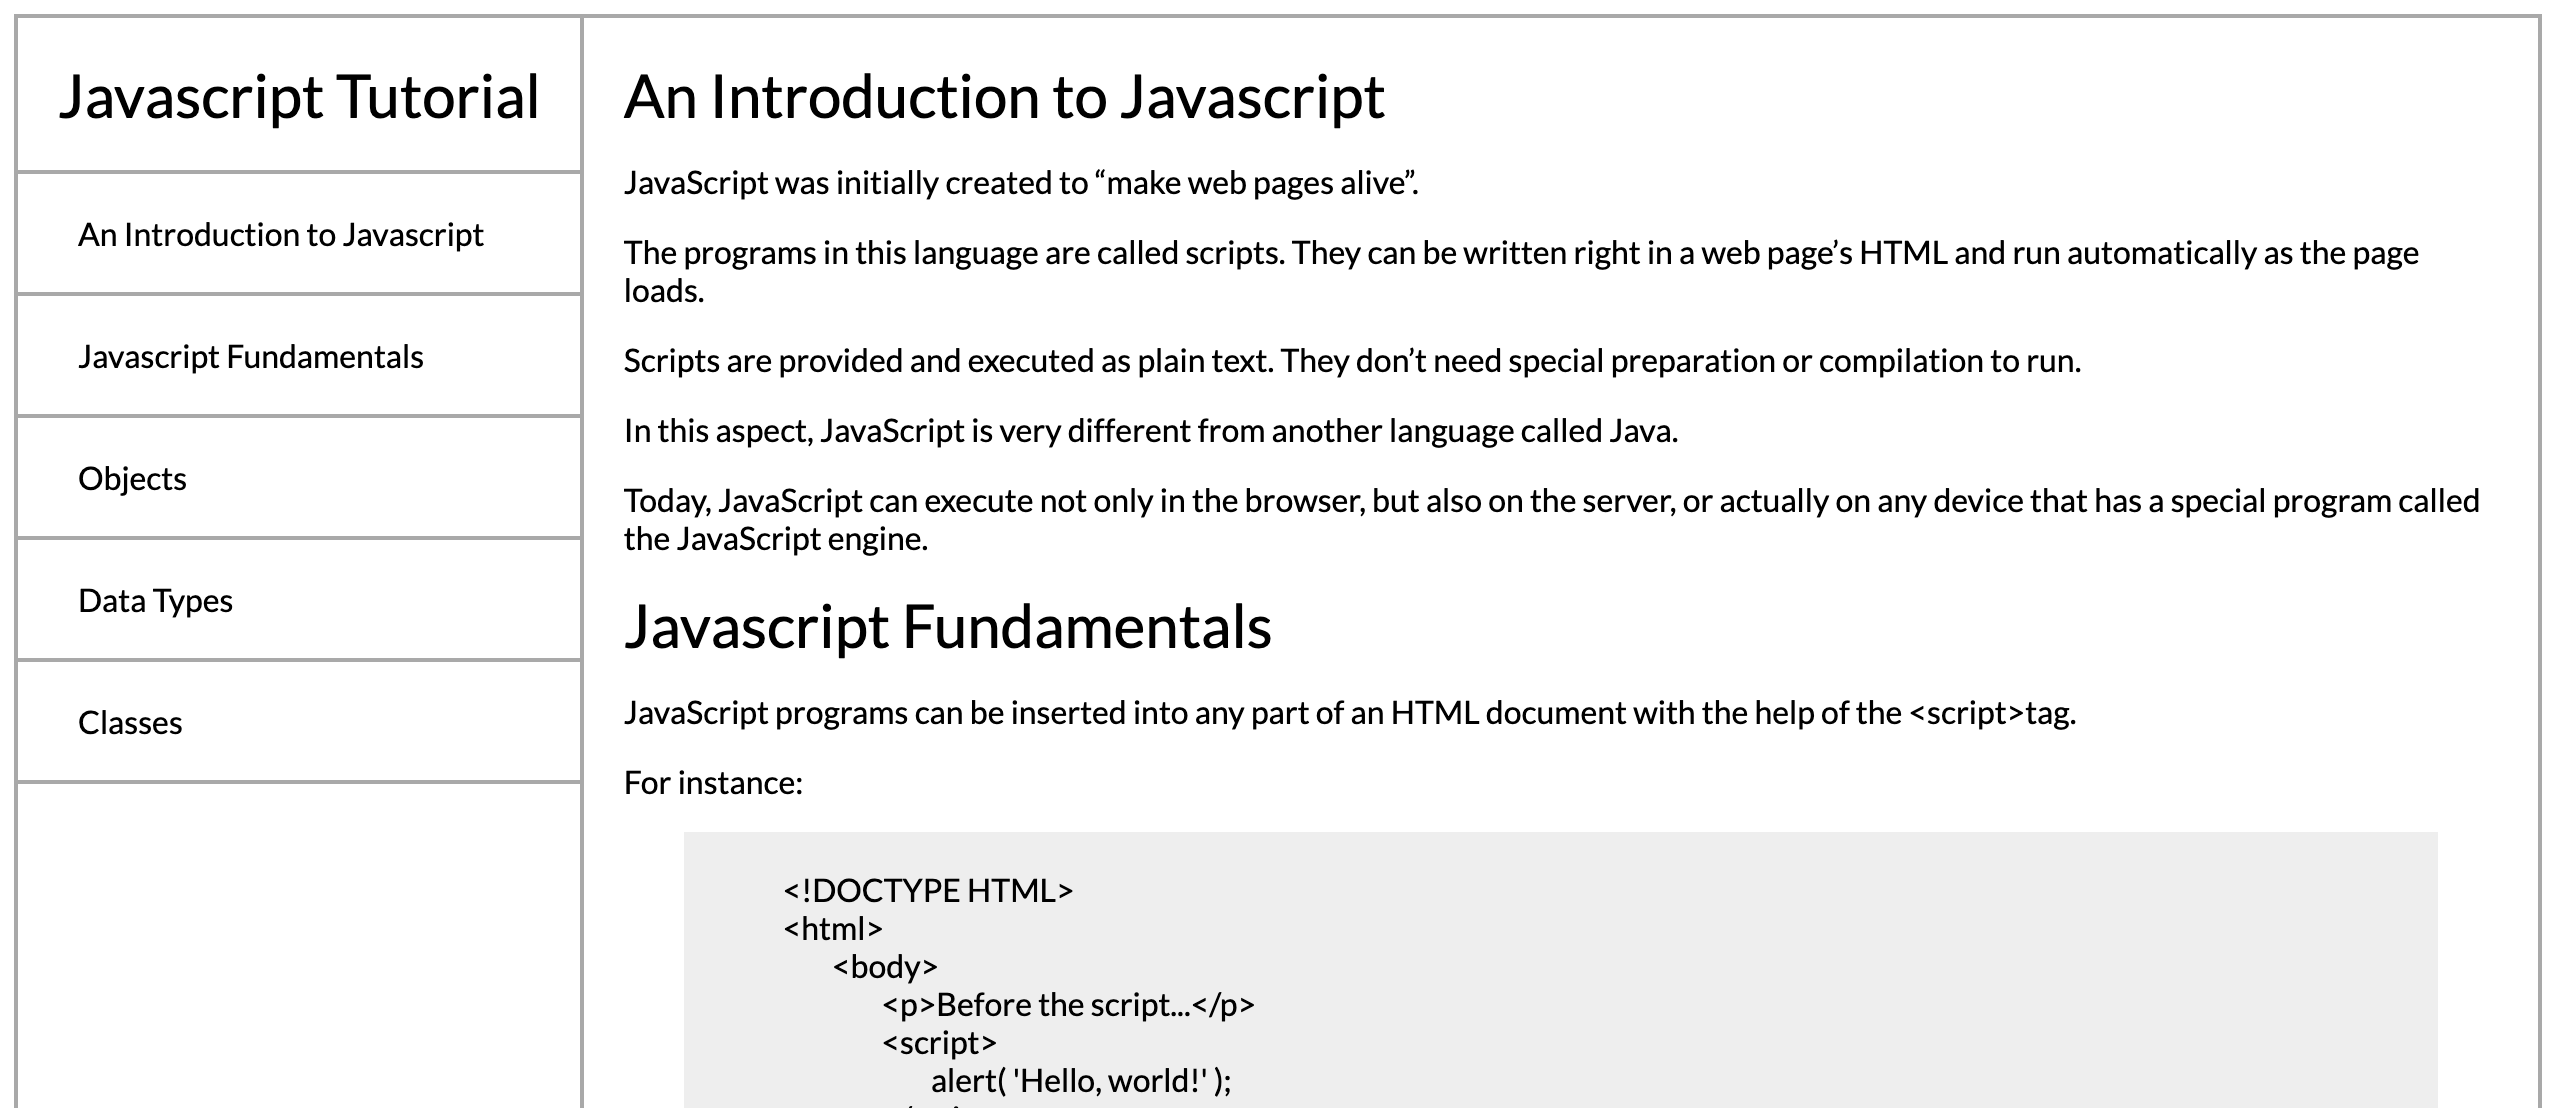 Javascript Tutorial
An Introduction to Javascript
Javascript Fundamentals
Objects
Data Types
Classes
An Introduction to Javascript
JavaScript was initially created to “make web pages alive”.
The programs in this language are called scripts. They can be written right in a web page’s HTML and run automatically as the page
loads.
Scripts are provided and executed as plain text. They don’t need special preparation or compilation to run.
In this aspect, JavaScript is very different from another language called Java.
Today, JavaScript can execute not only in the browser, but also on the server, or actually on any device that has a special program called
the JavaScript engine.
Javascript Fundamentals
JavaScript programs can be inserted into any part of an HTML document with the help of the <script>tag.
For instance:
<!DOCTYPE HTML>
<html>
<body>
<p>Before the script...</p>
<script>
alert( 'Hello, world!' );